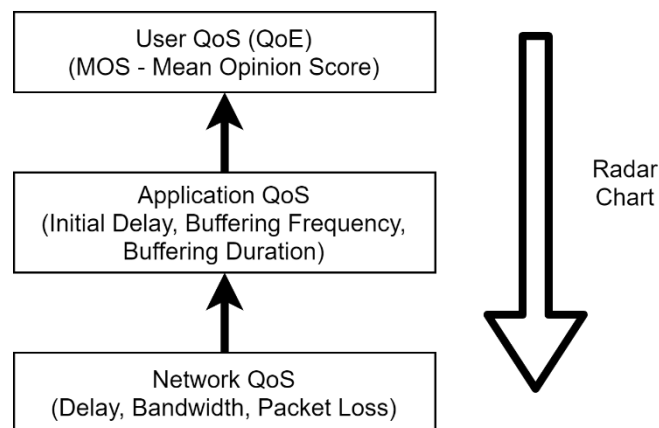 User QoS (QoE)
(MOS - Mean Opinion Score)
Application QoS
(Initial Delay, Buffering Frequency,
Buffering Duration)
Radar
Chart
Network QoS
(Delay, Bandwidth, Packet Loss)